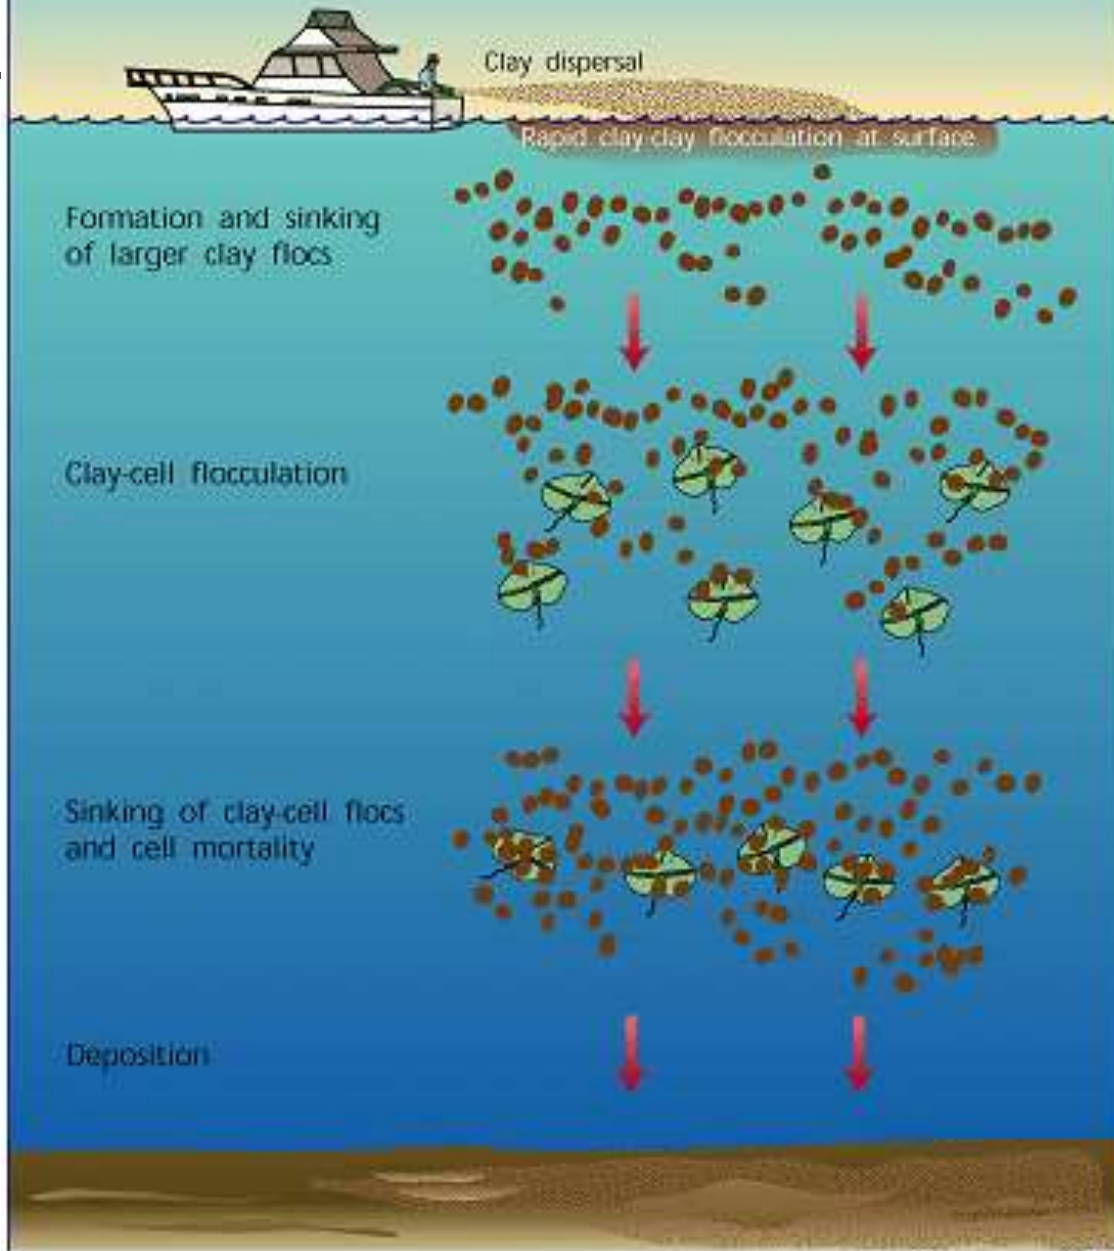 Clay dispersal
Rapid clay-clay flocculation at surface
Formation and sinking
of larger clay flocs
Clay-cell flocculation
Sinking of clay-cell flocs
and cell mortality
Deposition